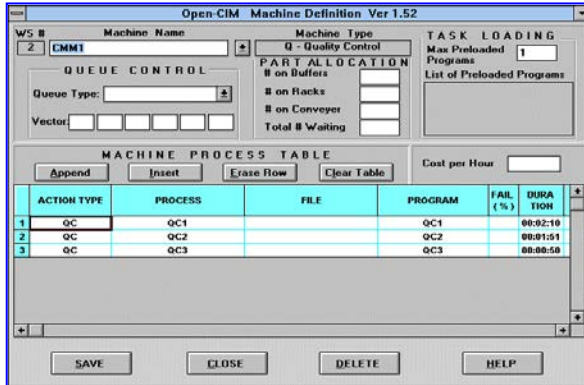 Open-CIM Machine Definition Ver 1.52
WS # Machine Name Machine Type TASK LOADING
2 CMM1 Q - Quality Control Max Preloaded Programs 1
QUEUE CONTROL PART ALLOCATION List of Preloaded Programs
# on Buffers
Queue Type: # on Racks
# on Conveyer
Vector: Total # Waiting
MACHINE PROCESS TABLE Cost per Hour
Append Insert Erase Row Clear Table
ACTION TYPE PROCESS FILE PROGRAM FAIL (%) DURATION
1 QC QC1 QC1 00:02:10
2 QC QC2 QC2 00:01:51
3 QC QC3 QC3 00:00:50
SAVE CLOSE DELETE HELP